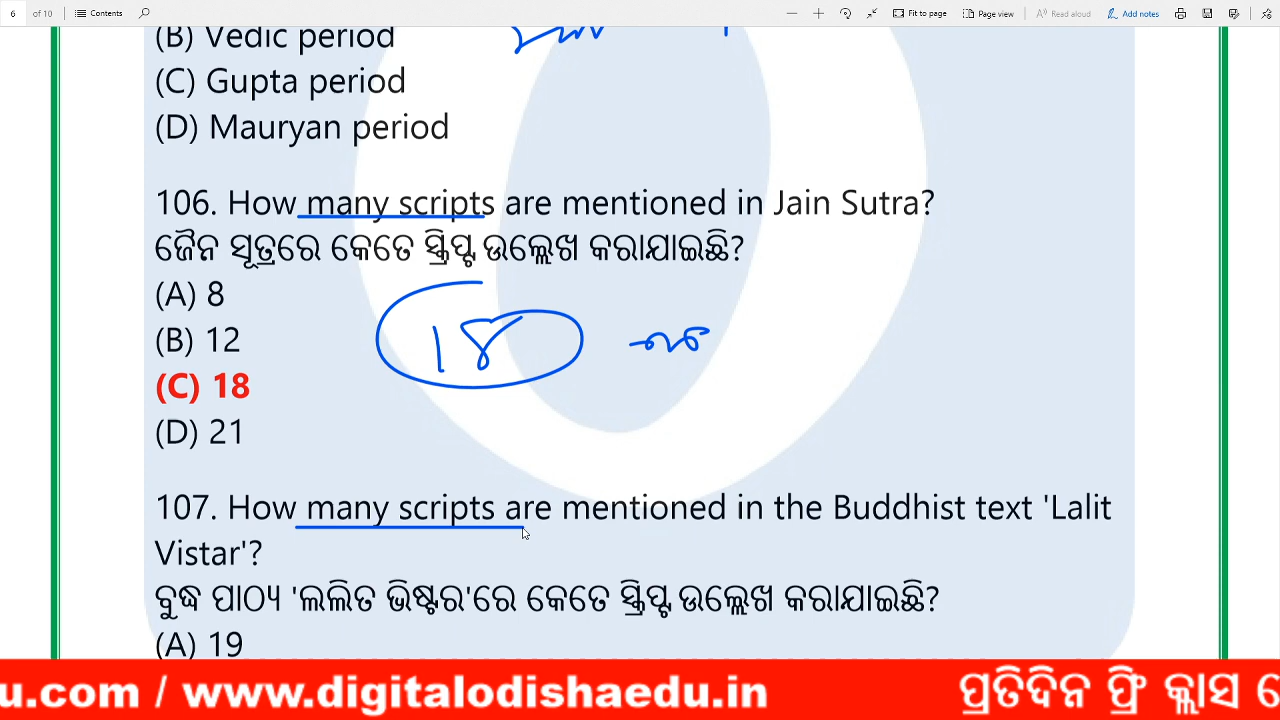 6 of 10 Contents Fit to page Page view Read aloud Add notes
(B) Vedic period
(C) Gupta period
(D) Mauryan period
106. How many scripts are mentioned in Jain Sutra?
ଜୈନ ସୂତ୍ରରେ କେତେ ସ୍କ୍ରିପ୍ଟ ଉଲ୍ଲେଖ କରାଯାଇଛି?
(A) 8
(B) 12
18
(C) 18
(D) 21
107. How many scripts are mentioned in the Buddhist text 'Lalit
Vistar'?
ବୁଦ୍ଧ ପାଠ୍ୟ 'ଲଲିତ ଭିଷ୍ଟର'ରେ କେତେ ସ୍କ୍ରିପ୍ଟ ଉଲ୍ଲେଖ କରାଯାଇଛି?
(A) 19
u.com / www.digitalodishaedu.in ପ୍ରତିଦିନ ଫ୍ରି କ୍ଲାସ